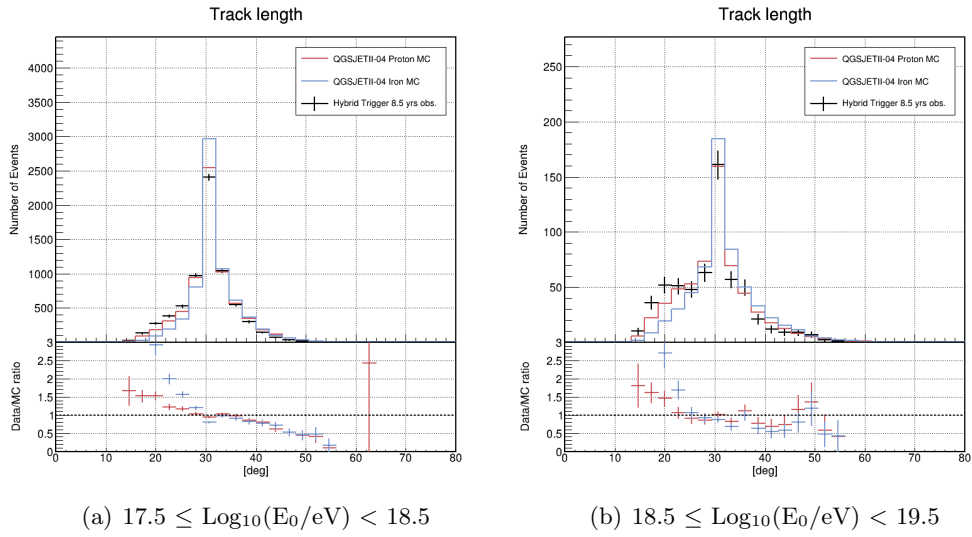 Track length
Number of Events
4000
3500
3000
2500
2000
1500
1000
500
QGSJETII-04 Proton MC
QGSJETII-04 Iron MC
Hybrid Trigger 8.5 yrs obs.
Data/MC ratio
3
2.5
2
1.5
1
0.5
0
0 10 20 30 40 50 60 70 80
[deg]
(a) 17.5 ≤ Log₁₀(E₀/eV) < 18.5
Track length
Number of Events
250
200
150
100
50
QGSJETII-04 Proton MC
QGSJETII-04 Iron MC
Hybrid Trigger 8.5 yrs obs.
Data/MC ratio
3
2.5
2
1.5
1
0.5
0
0 10 20 30 40 50 60 70 80
[deg]
(b) 18.5 ≤ Log₁₀(E₀/eV) < 19.5